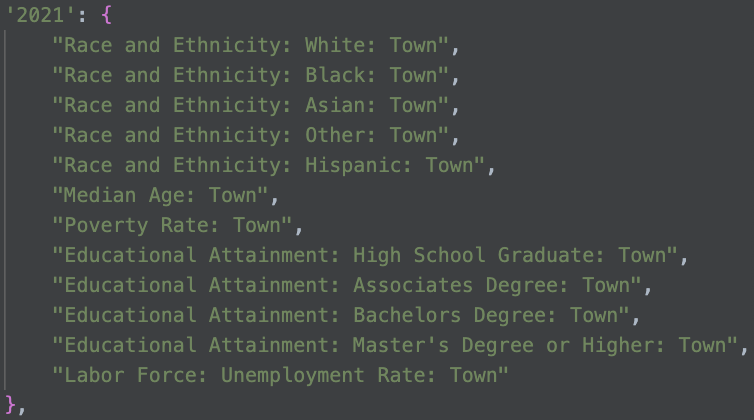 '2021': {
"Race and Ethnicity: White: Town",
"Race and Ethnicity: Black: Town",
"Race and Ethnicity: Asian: Town",
"Race and Ethnicity: Other: Town",
"Race and Ethnicity: Hispanic: Town",
"Median Age: Town",
"Poverty Rate: Town",
"Educational Attainment: High School Graduate: Town",
"Educational Attainment: Associates Degree: Town",
"Educational Attainment: Bachelors Degree: Town",
"Educational Attainment: Master's Degree or Higher: Town",
"Labor Force: Unemployment Rate: Town"
},